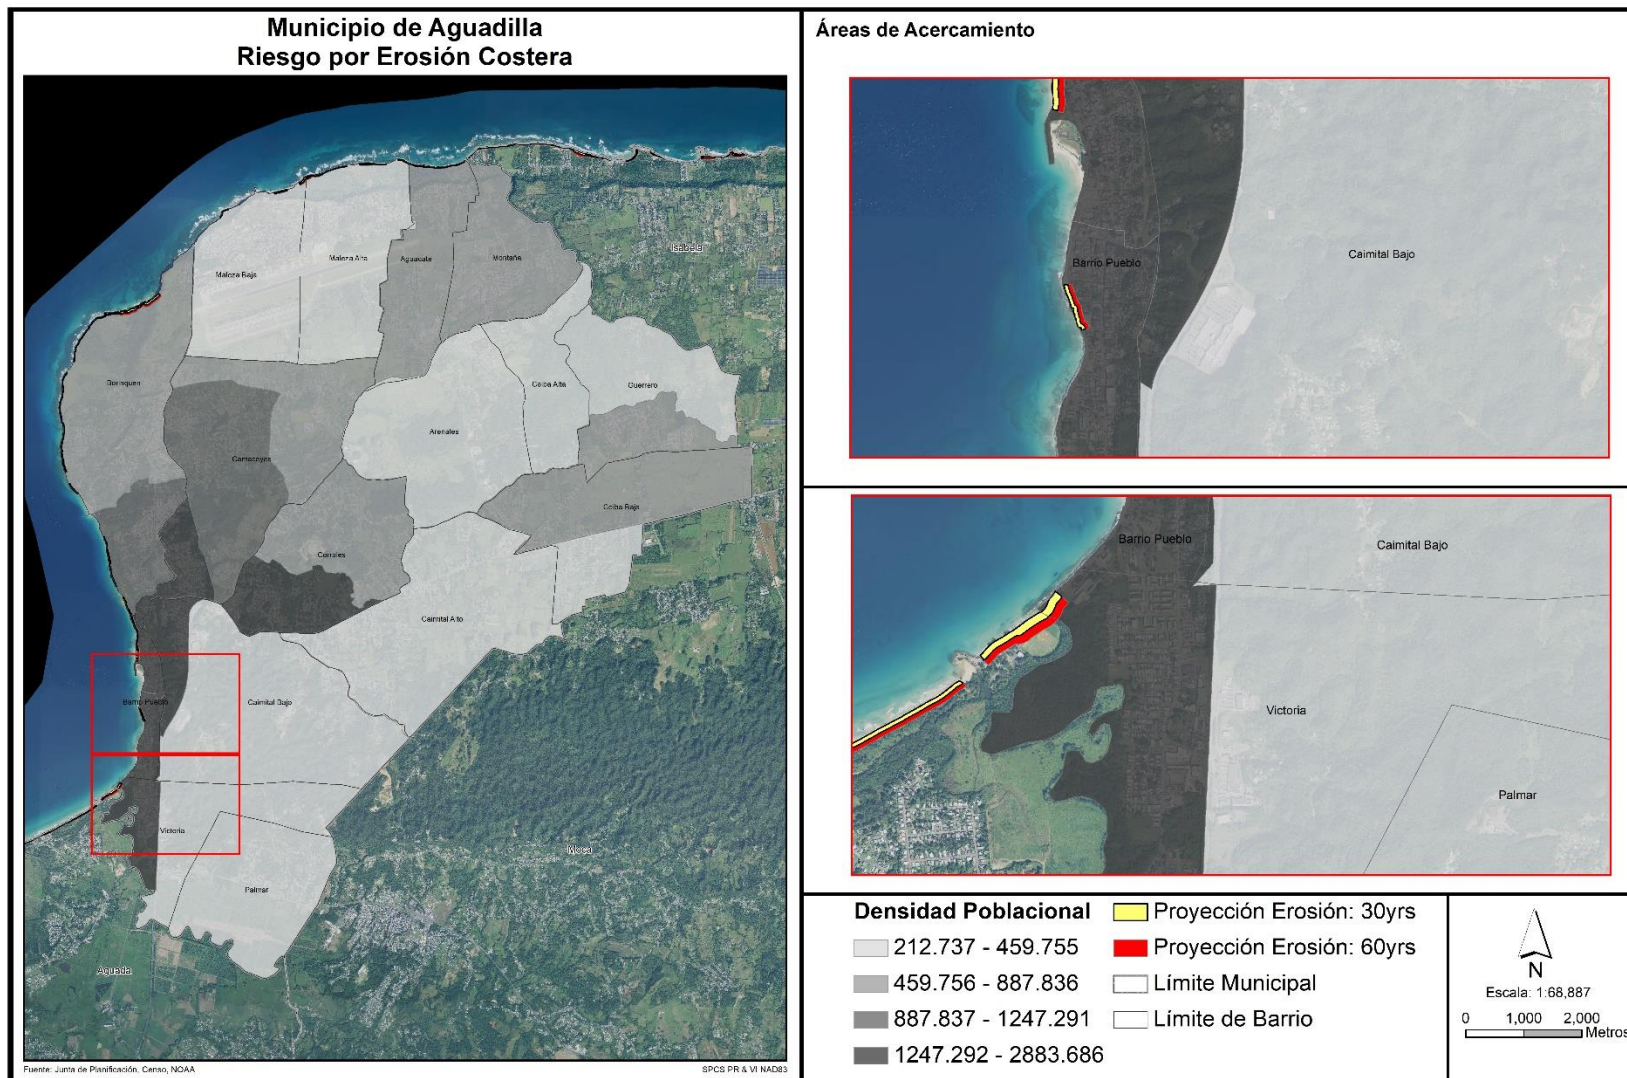 Municipio de Aguadilla
Riesgo por Erosión Costera
Isabela
Maleza Baja
Maleza Alta
Aguacate
Montaña
Borinquen
Ceiba Alta
Guerrero
Arenales
Camaseyes
Ceiba Baja
Corrales
Caimital Alto
Barrio Pueblo
Caimital Bajo
Victoria
Moca
Palmar
Aguada
Fuente: Junta de Planificación, Censo, NOAA
SPCS PR & VI NAD83
Áreas de Acercamiento
Caimital Bajo
Barrio Pueblo
Barrio Pueblo
Caimital Bajo
Victoria
Palmar
Densidad Poblacional
212.737 - 459.755
459.756 - 887.836
887.837 - 1247.291
1247.292 - 2883.686
Proyección Erosión: 30yrs
Proyección Erosión: 60yrs
Límite Municipal
Límite de Barrio
N
Escala: 1:68,887
0 1,000 2,000
Metros